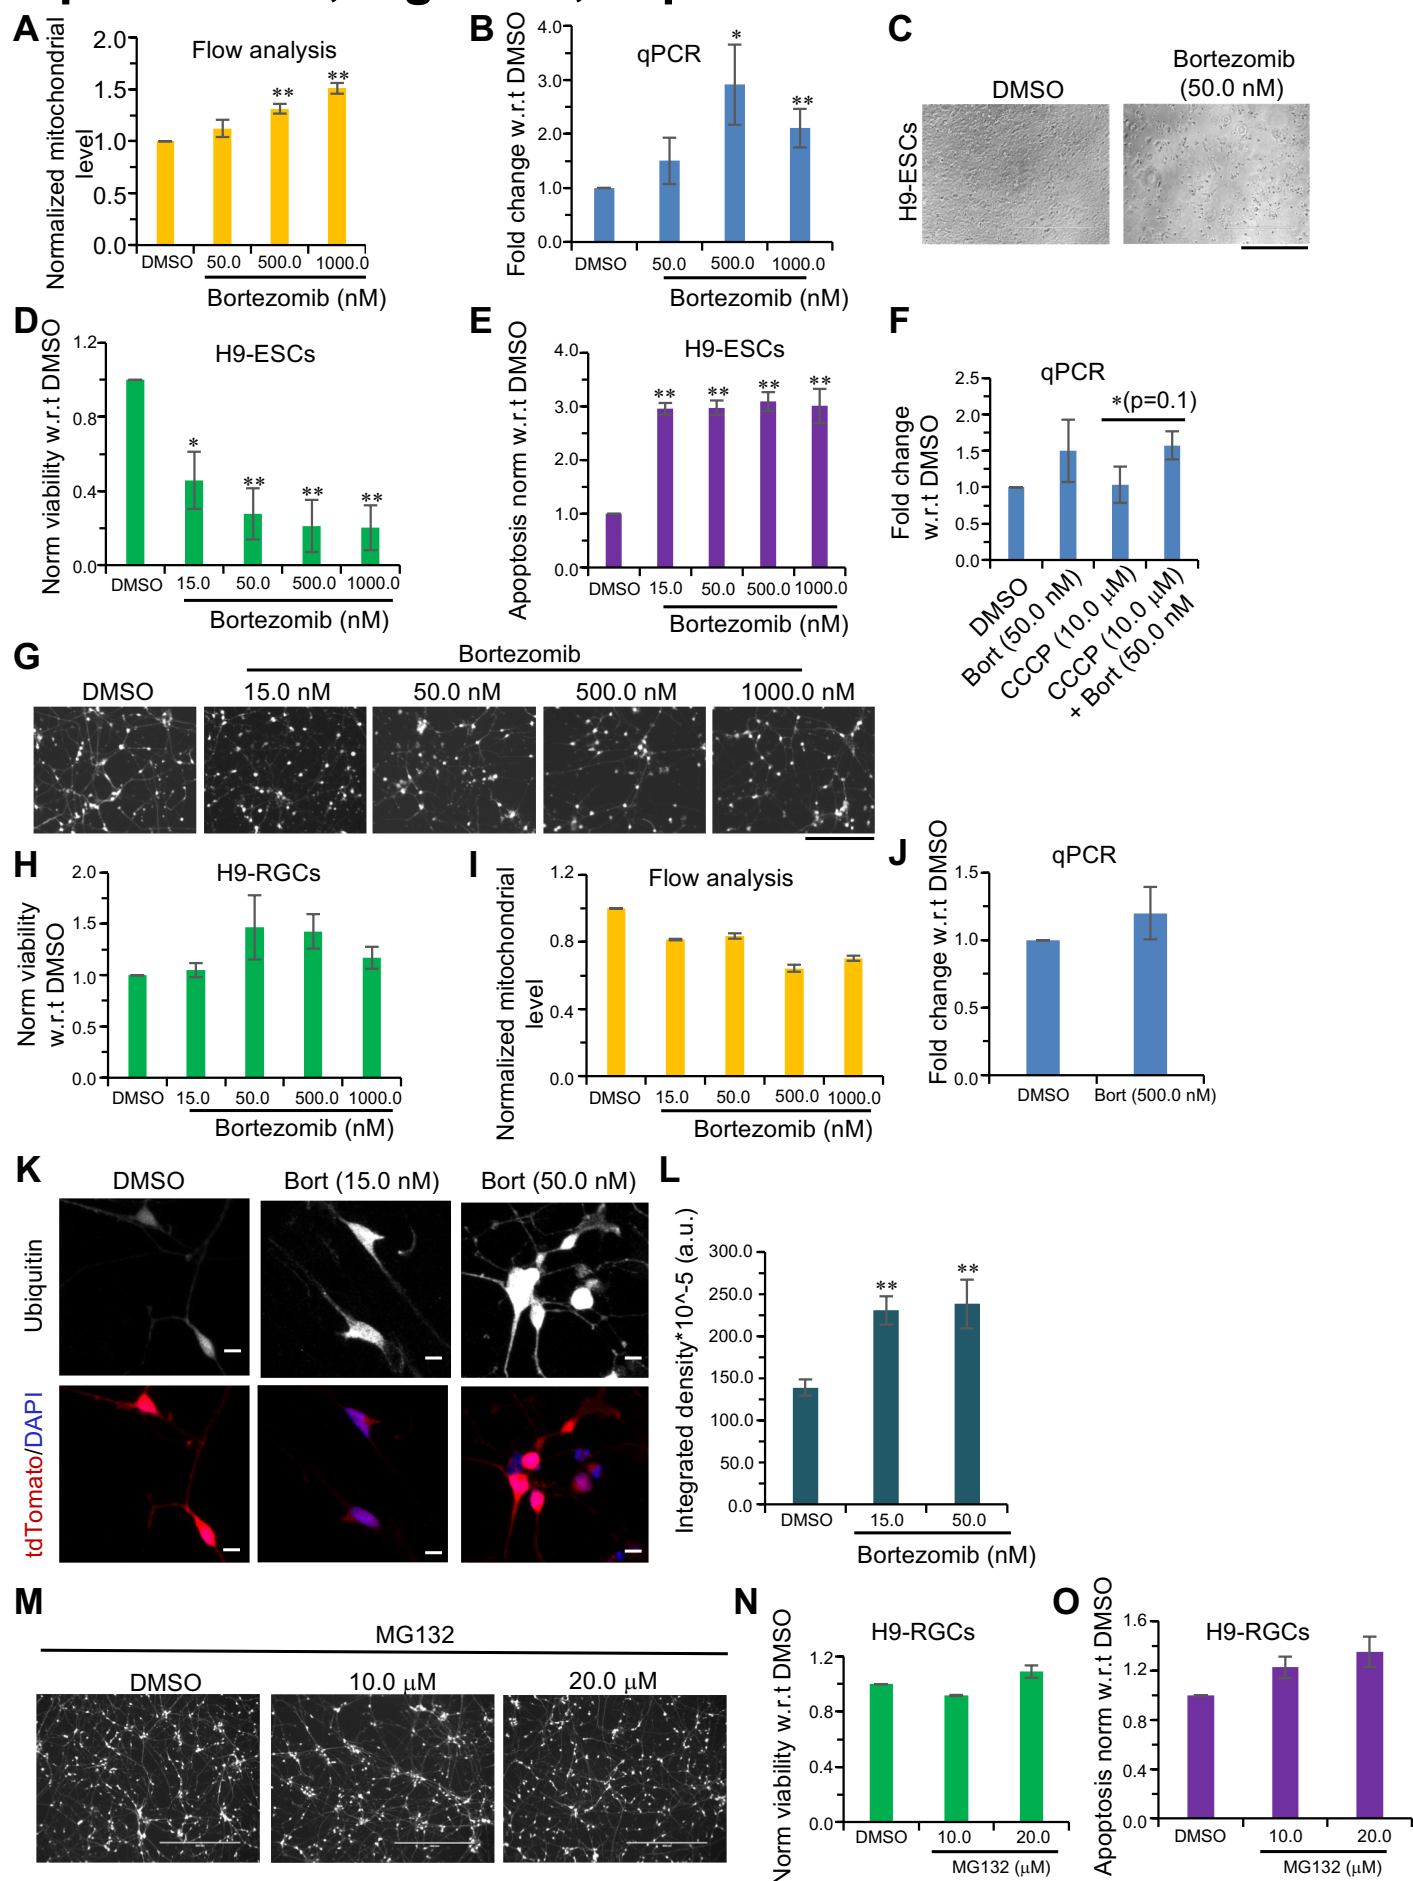 A
Flow analysis
Normalized mitochondrial
level
2.0
1.5
1.0
0.5
0.0
DMSO 50.0 500.0 1000.0
Bortezomib (nM)
** **
B
qPCR
Fold change w.r.t DMSO
4.0
3.0
2.0
1.0
0.0
DMSO 50.0 500.0 1000.0
Bortezomib (nM)
* **
C
DMSO
Bortezomib
(50.0 nM)
H9-ESCs
D
H9-ESCs
Norm viability w.r.t DMSO
1.2
0.8
0.4
0.0
DMSO 15.0 50.0 500.0 1000.0
Bortezomib (nM)
* ** ** **
E
H9-ESCs
Apoptosis norm w.r.t DMSO
4.0
3.0
2.0
1.0
0.0
DMSO 15.0 50.0 500.0 1000.0
Bortezomib (nM)
** ** ** **
F
qPCR
*(p=0.1)
Fold change
w.r.t DMSO
2.5
2.0
1.5
1.0
0.5
0.0
DMSO
Bort (50.0 nM)
CCCP (10.0 μM)
CCCP (10.0 μM)
+ Bort (50.0 nM
G
Bortezomib
DMSO 15.0 nM 50.0 nM 500.0 nM 1000.0 nM
H
H9-RGCs
Norm viability
w.r.t DMSO
2.0
1.5
1.0
0.5
0.0
DMSO 15.0 50.0 500.0 1000.0
Bortezomib (nM)
I
Flow analysis
Normalized mitochondrial
level
1.2
0.8
0.4
0.0
DMSO 15.0 50.0 500.0 1000.0
Bortezomib (nM)
J
qPCR
Fold change w.r.t DMSO
1.5
1.0
0.5
0.0
DMSO Bort (500.0 nM)
K
DMSO Bort (15.0 nM) Bort (50.0 nM)
Ubiquitin
tdTomato/DAPI
L
Integrated density*10^-5 (a.u.)
300.0
250.0
200.0
150.0
100.0
50.0
0.0
** **
DMSO 15.0 50.0
Bortezomib (nM)
M
MG132
DMSO 10.0 μM 20.0 μM
N
H9-RGCs
Norm viability w.r.t DMSO
1.2
0.8
0.4
0.0
DMSO 10.0 20.0
MG132 (μM)
O
H9-RGCs
Apoptosis norm w.r.t DMSO
1.6
1.2
0.8
0.4
0.0
DMSO 10.0 20.0
MG132 (μM)